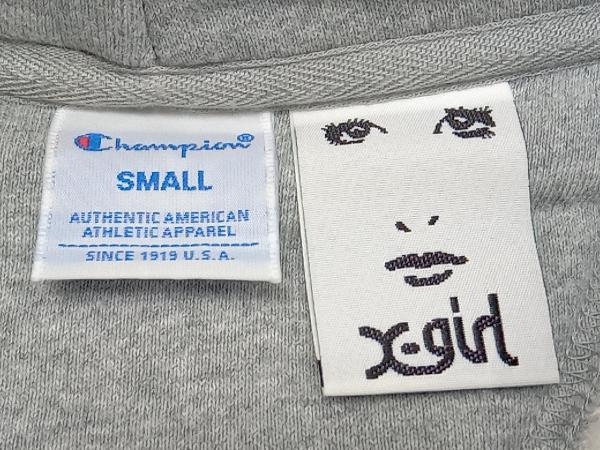 Champion®
SMALL
AUTHENTIC AMERICAN
ATHLETIC APPAREL
SINCE 1919 U.S.A.
X-girl